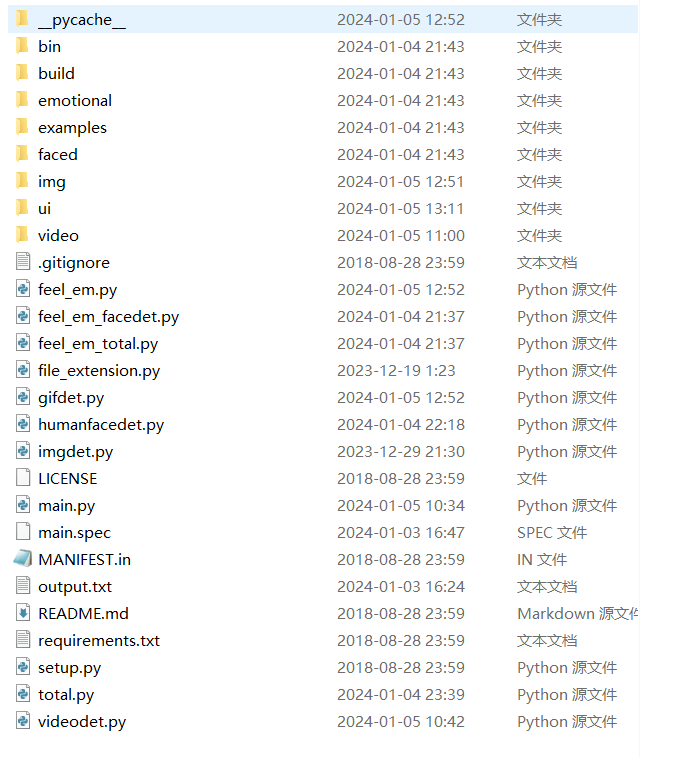 __pycache__ 2024-01-05 12:52 文件夹
bin 2024-01-04 21:43 文件夹
build 2024-01-04 21:43 文件夹
emotional 2024-01-04 21:43 文件夹
examples 2024-01-04 21:43 文件夹
faced 2024-01-04 21:43 文件夹
img 2024-01-05 12:51 文件夹
ui 2024-01-05 13:11 文件夹
video 2024-01-05 11:00 文件夹
.gitignore 2018-08-28 23:59 文本文档
feel_em.py 2024-01-05 12:52 Python 源文件
feel_em_facedet.py 2024-01-04 21:37 Python 源文件
feel_em_total.py 2024-01-04 21:37 Python 源文件
file_extension.py 2023-12-19 1:23 Python 源文件
gifdet.py 2024-01-05 12:52 Python 源文件
humanfacedet.py 2024-01-04 22:18 Python 源文件
imgdet.py 2023-12-29 21:30 Python 源文件
LICENSE 2018-08-28 23:59 文件
main.py 2024-01-05 10:34 Python 源文件
main.spec 2024-01-03 16:47 SPEC 文件
MANIFEST.in 2018-08-28 23:59 IN 文件
output.txt 2024-01-03 16:24 文本文档
README.md 2018-08-28 23:59 Markdown 源文件
requirements.txt 2018-08-28 23:59 文本文档
setup.py 2018-08-28 23:59 Python 源文件
total.py 2024-01-04 23:39 Python 源文件
videodet.py 2024-01-05 10:42 Python 源文件